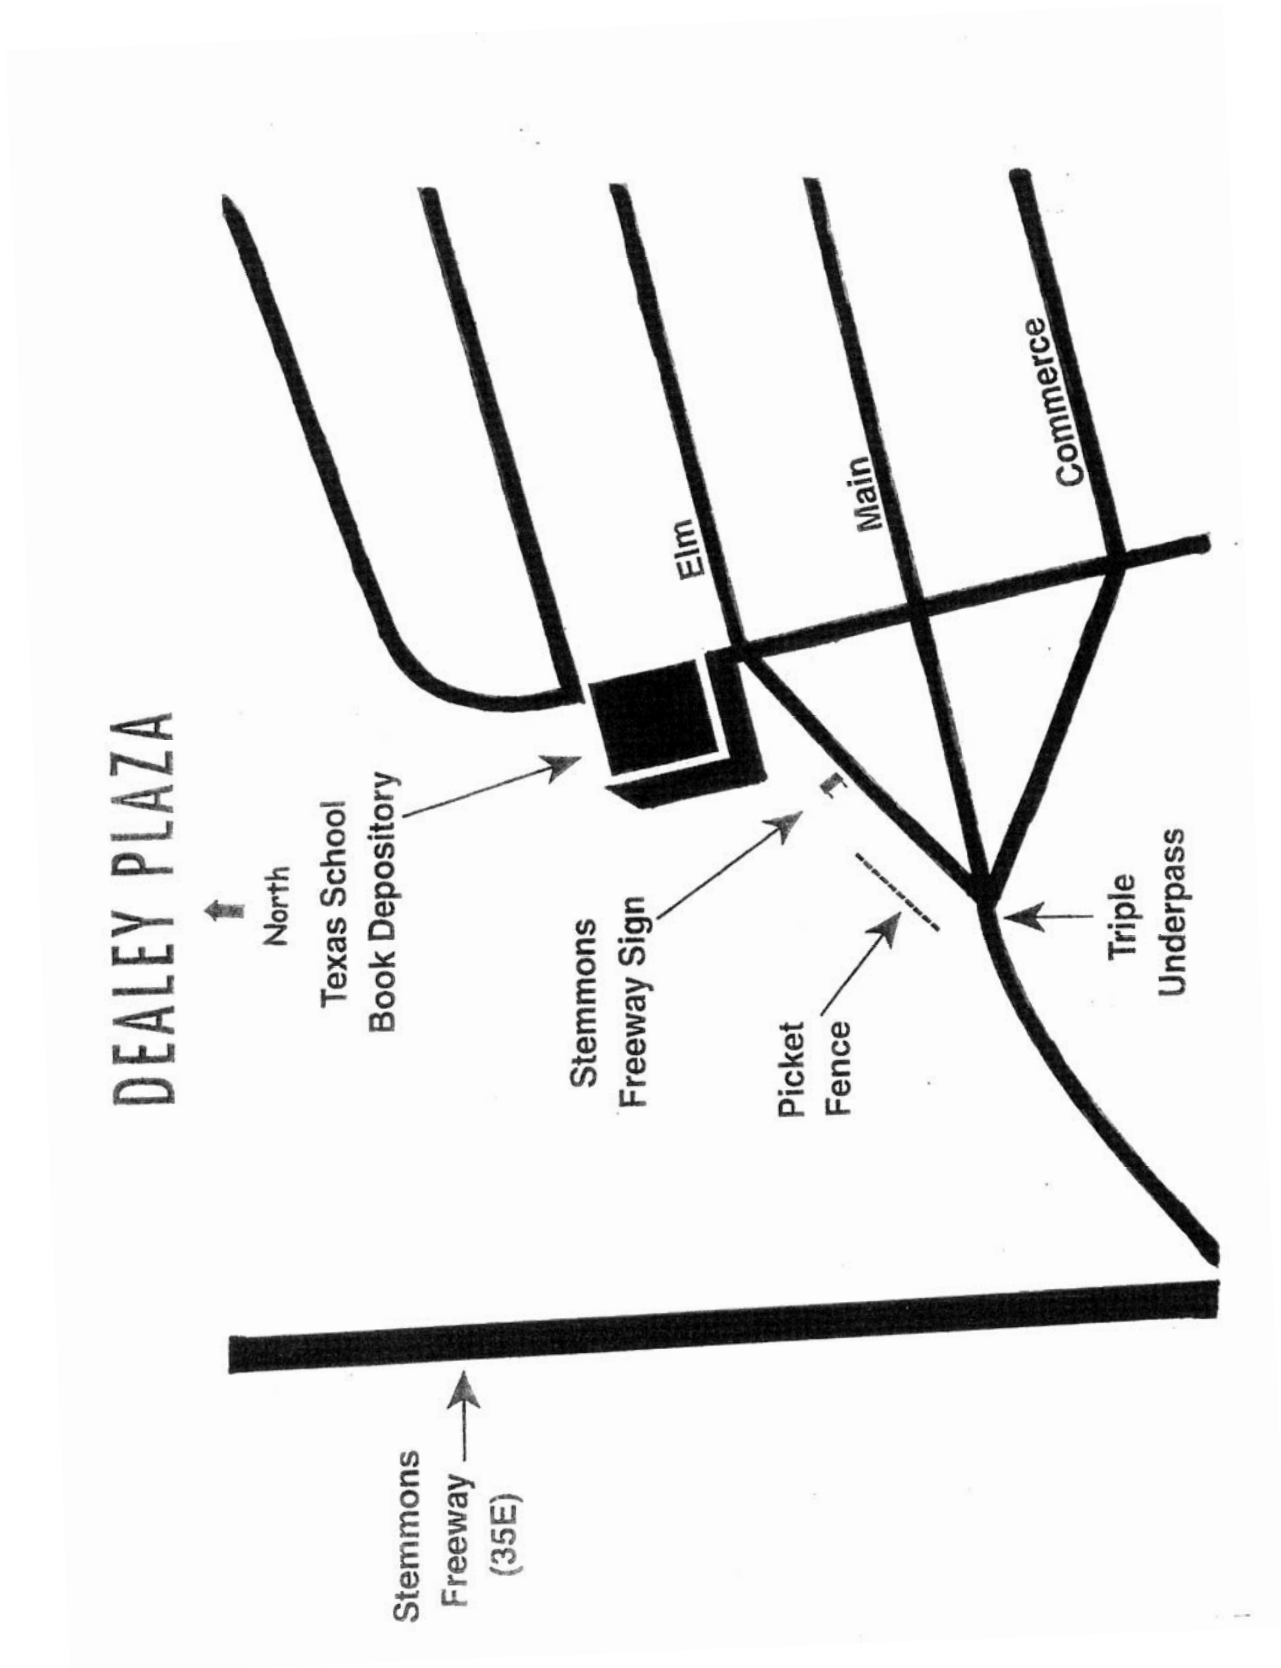 DEALEY PLAZA
North
Texas School
Book Depository
Stemmons
Freeway Sign
Picket
Fence
Elm
Main
Commerce
Triple
Underpass
Stemmons
Freeway
(35E)